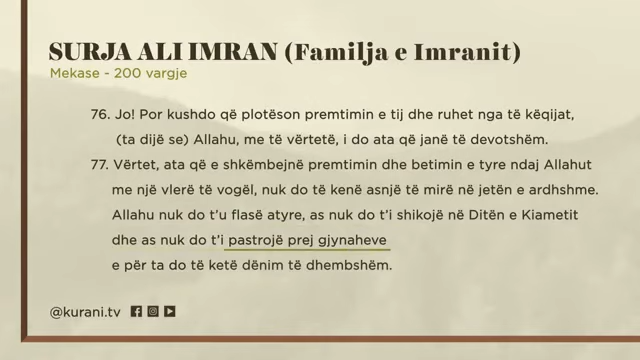 SURJA ALI IMRAN (Familja e Imranit)
Mekase - 200 vargje
76. Jo! Por kushdo që plotëson premtimin e tij dhe ruhet nga të këqijat,
(ta dijë se) Allahu, me të vërtetë, i do ata që janë të devotshëm.
77. Vërtet, ata që e shkëmbejnë premtimin dhe betimin e tyre ndaj Allahut
me një vlerë të vogël, nuk do të kenë asnjë të mirë në jetën e ardhshme.
Allahu nuk do t'u flasë atyre, as nuk do t'i shikojë në Ditën e Kiametit
dhe as nuk do t'i pastrojë prej gjynaheve
e për ta do të ketë dënim të dhembshëm.
@kurani.tv